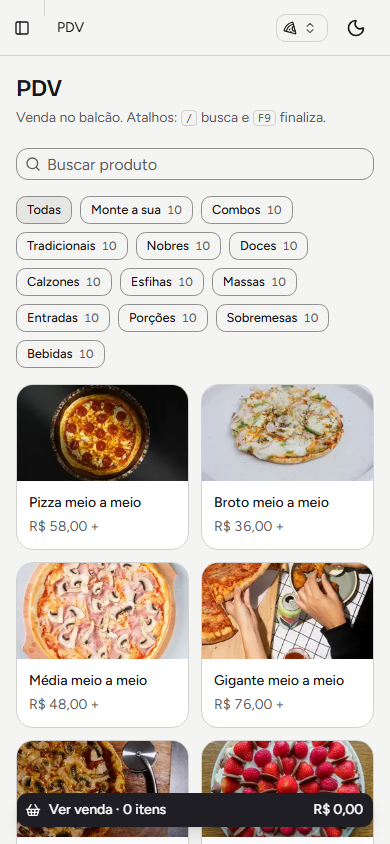 PDV
PDV
Venda no balcão. Atalhos: / busca e F9 finaliza.
Buscar produto
Todas Monte a sua 10 Combos 10
Tradicionais 10 Nobres 10 Doces 10
Calzones 10 Esfihas 10 Massas 10
Entradas 10 Porções 10 Sobremesas 10
Bebidas 10
Pizza meio a meio
R$ 58,00 +
Broto meio a meio
R$ 36,00 +
Média meio a meio
R$ 48,00 +
Gigante meio a meio
R$ 76,00 +
Ver venda · 0 itens R$ 0,00